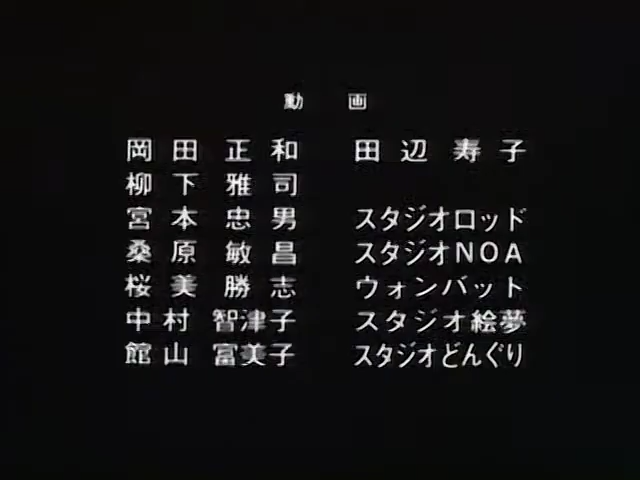 動画
岡田正和 田辺寿子
柳下雅司
宮本忠男 スタジオロッド
桑原敏昌 スタジオNOA
桜美勝志 ウォンバット
中村智津子 スタジオ絵夢
館山富美子 スタジオどんぐり